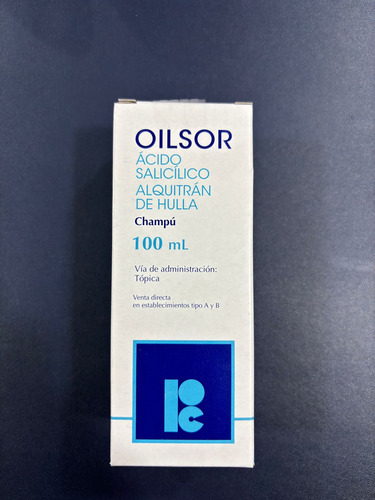 OILSOR
ÁCIDO
SALICÍLICO
ALQUITRÁN
DE HULLA
Champú
100 mL
Vía de administración:
Tópica
Venta directa
en establecimientos tipo A y B